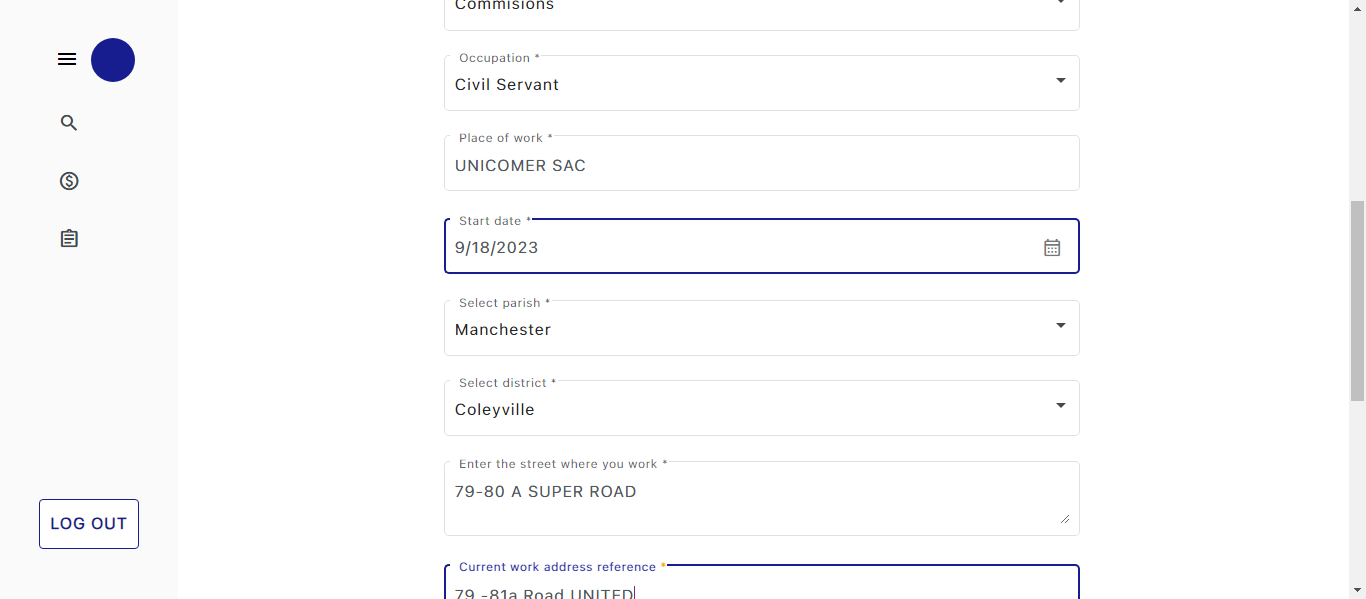 Commisions
Occupation *
Civil Servant
Place of work *
UNICOMER SAC
Start date *
9/18/2023
Select parish *
Manchester
Select district *
Coleyville
Enter the street where you work *
79-80 A SUPER ROAD
LOG OUT
Current work address reference *
79 -81a Road UNITED